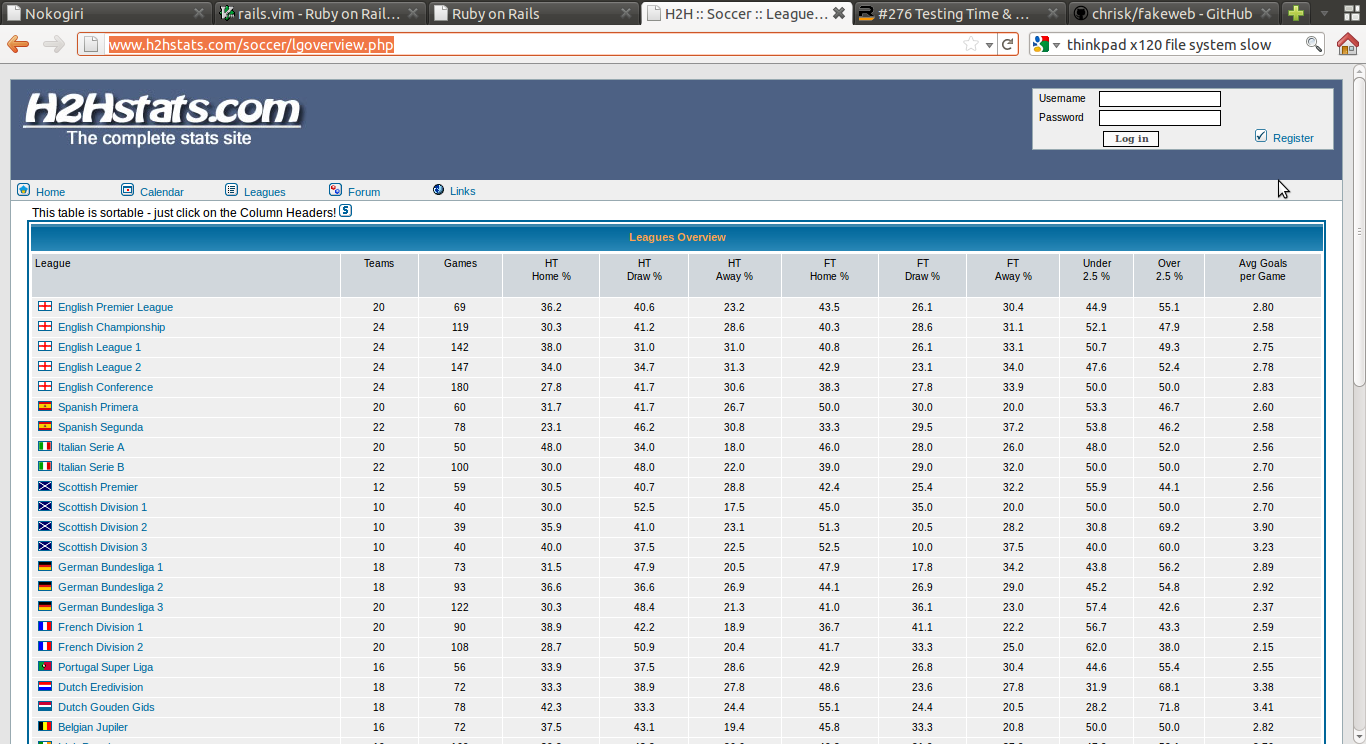 Nokogiri
rails.vim - Ruby on Rail...
Ruby on Rails
H2H :: Soccer :: League...
#276 Testing Time & ...
chrisk/fakeweb - GitHub
www.h2hstats.com/soccer/lgoverview.php
thinkpad x120 file system slow
H2Hstats.com
The complete stats site
Username
Password
Log in
Register
Home Calendar Leagues Forum Links
This table is sortable - just click on the Column Headers! S
Leagues Overview
League Teams Games HT Home % HT Draw % HT Away % FT Home % FT Draw % FT Away % Under 2.5 % Over 2.5 % Avg Goals per Game
English Premier League 20 69 36.2 40.6 23.2 43.5 26.1 30.4 44.9 55.1 2.80
English Championship 24 119 30.3 41.2 28.6 40.3 28.6 31.1 52.1 47.9 2.58
English League 1 24 142 38.0 31.0 31.0 40.8 26.1 33.1 50.7 49.3 2.75
English League 2 24 147 34.0 34.7 31.3 42.9 23.1 34.0 47.6 52.4 2.78
English Conference 24 180 27.8 41.7 30.6 38.3 27.8 33.9 50.0 50.0 2.83
Spanish Primera 20 60 31.7 41.7 26.7 50.0 30.0 20.0 53.3 46.7 2.60
Spanish Segunda 22 78 23.1 46.2 30.8 33.3 29.5 37.2 53.8 46.2 2.58
Italian Serie A 20 50 48.0 34.0 18.0 46.0 28.0 26.0 48.0 52.0 2.56
Italian Serie B 22 100 30.0 48.0 22.0 39.0 29.0 32.0 50.0 50.0 2.70
Scottish Premier 12 59 30.5 40.7 28.8 42.4 25.4 32.2 55.9 44.1 2.56
Scottish Division 1 10 40 30.0 52.5 17.5 45.0 35.0 20.0 50.0 50.0 2.70
Scottish Division 2 10 39 35.9 41.0 23.1 51.3 20.5 28.2 30.8 69.2 3.90
Scottish Division 3 10 40 40.0 37.5 22.5 52.5 10.0 37.5 40.0 60.0 3.23
German Bundesliga 1 18 73 31.5 47.9 20.5 47.9 17.8 34.2 43.8 56.2 2.89
German Bundesliga 2 18 93 36.6 36.6 26.9 44.1 26.9 29.0 45.2 54.8 2.92
German Bundesliga 3 20 122 30.3 48.4 21.3 41.0 36.1 23.0 57.4 42.6 2.37
French Division 1 20 90 38.9 42.2 18.9 36.7 41.1 22.2 56.7 43.3 2.59
French Division 2 20 108 28.7 50.9 20.4 41.7 33.3 25.0 62.0 38.0 2.15
Portugal Super Liga 16 56 33.9 37.5 28.6 42.9 26.8 30.4 44.6 55.4 2.55
Dutch Eredivision 18 72 33.3 38.9 27.8 48.6 23.6 27.8 31.9 68.1 3.38
Dutch Gouden Gids 18 78 42.3 33.3 24.4 55.1 24.4 20.5 28.2 71.8 3.41
Belgian Jupiler 16 72 37.5 43.1 19.4 45.8 33.3 20.8 50.0 50.0 2.82